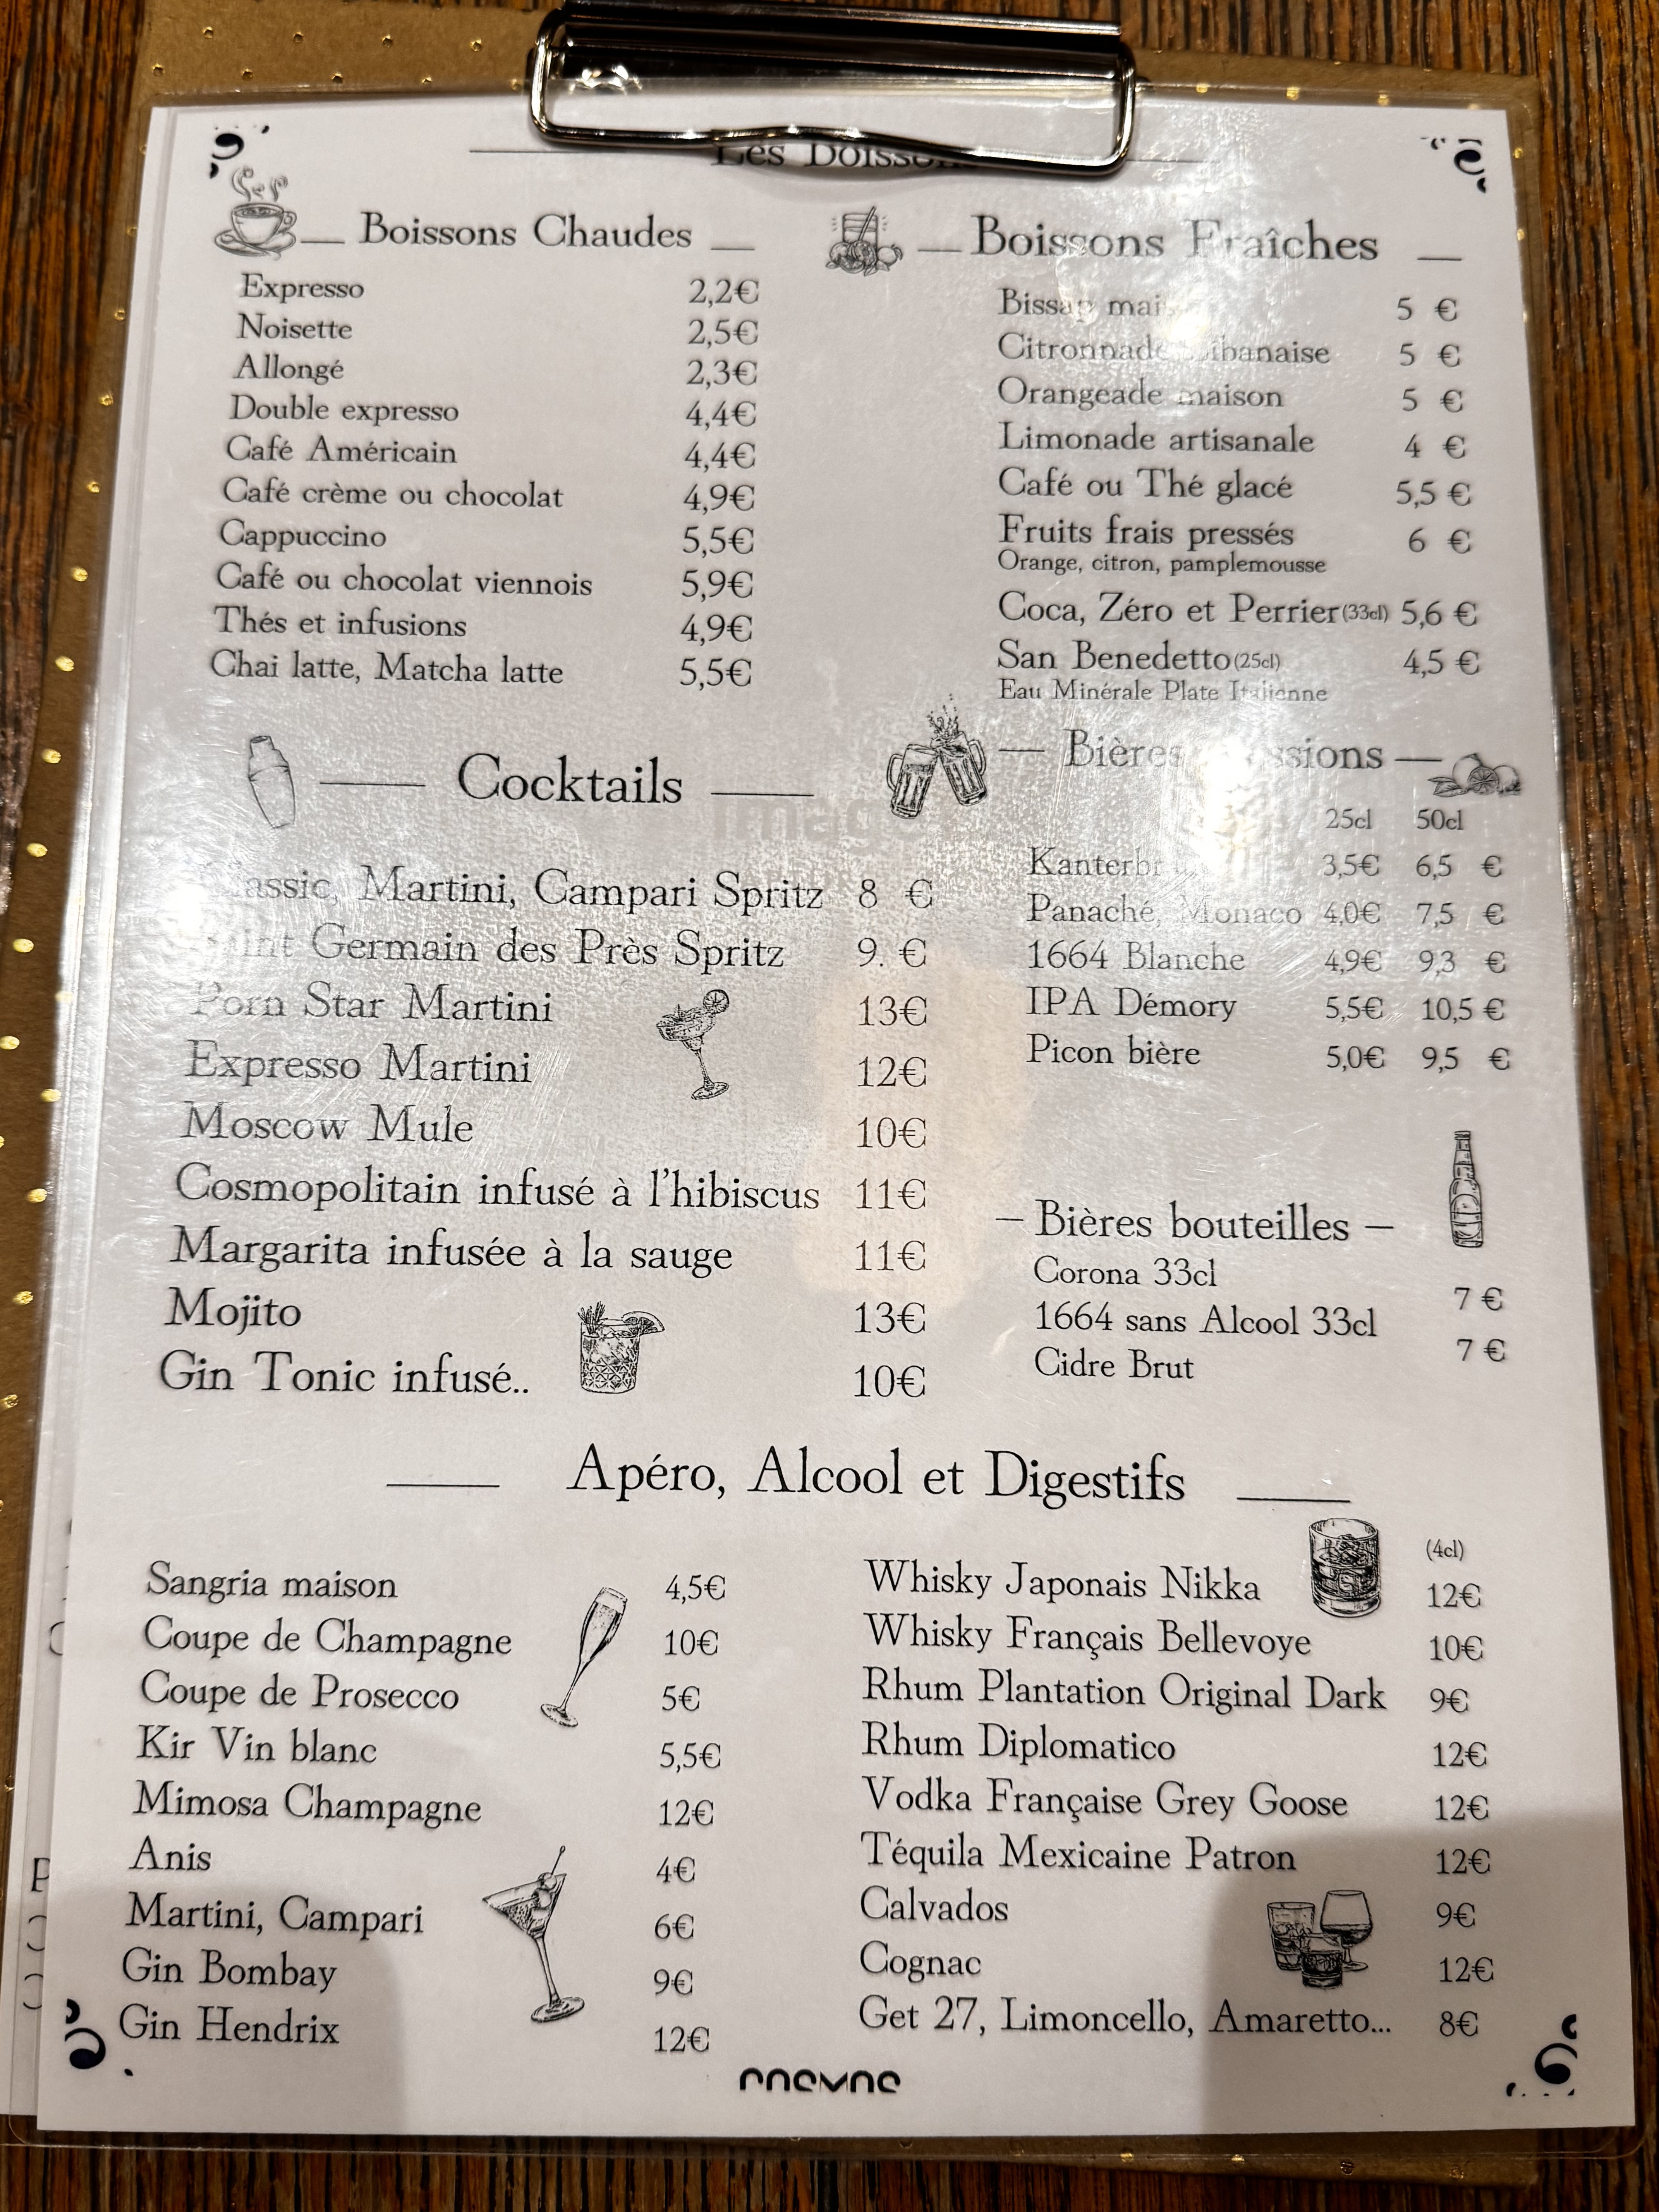 Les Boissons
Boissons Chaudes
Expresso 2,2€
Noisette 2,5€
Allongé 2,3€
Double expresso 4,4€
Café Américain 4,4€
Café crème ou chocolat 4,9€
Cappuccino 5,5€
Café ou chocolat viennois 5,9€
Thés et infusions 4,9€
Chai latte, Matcha latte 5,5€
Boissons Fraîches
Bissap 5 €
Citronnade 5 €
Orangeade maison 5 €
Limonade artisanale 4 €
Café ou Thé glacé 5,5 €
Fruits frais pressés 6 €
Orange, citron, pamplemousse
Coca, Zéro et Perrier(33cl) 5,6 €
San Benedetto(25cl) 4,5 €
Eau Minérale Plate Italienne
Cocktails
Classic, Martini, Campari Spritz 8 €
Saint Germain des Près Spritz 9. €
Porn Star Martini 13€
Expresso Martini 12€
Moscow Mule 10€
Cosmopolitain infusé à l'hibiscus 11€
Margarita infusée à la sauge 11€
Mojito 13€
Gin Tonic infusé.. 10€
Bières
25cl 50cl
3,5€ 6,5 €
Panaché, Monaco 4,0€ 7,5 €
1664 Blanche 4,9€ 9,3 €
IPA Démory 5,5€ 10,5 €
Picon bière 5,0€ 9,5 €
Bières bouteilles
Corona 33cl
7 €
1664 sans Alcool 33cl
7 €
Cidre Brut
Apéro, Alcool et Digestifs
Sangria maison 4,5€
Coupe de Champagne 10€
Coupe de Prosecco 5€
Kir Vin blanc 5,5€
Mimosa Champagne 12€
Anis 4€
Martini, Campari 6€
Gin Bombay 9€
Gin Hendrix 12€
(4cl)
Whisky Japonais Nikka 12€
Whisky Français Bellevoye 10€
Rhum Plantation Original Dark 9€
Rhum Diplomatico 12€
Vodka Française Grey Goose 12€
Téquila Mexicaine Patron 12€
Calvados 9€
Cognac 12€
Get 27, Limoncello, Amaretto... 8€